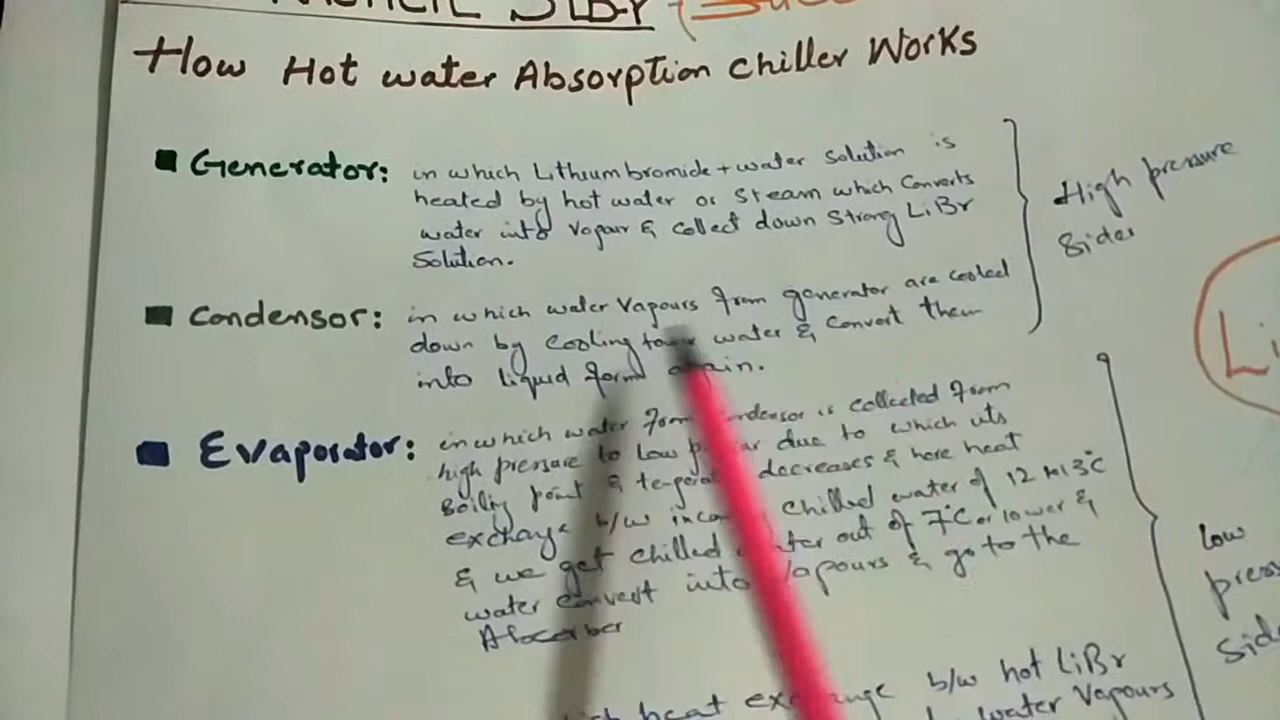 How Hot water Absorption chiller Works
■ Generator: in which Lithium bromide + water solution is
heated by hot water or Steam which Converts
water into Vapour & collect down Strong LiBr
Solution.
High pressure
Side
■ Condensor: in which water Vapours from generator are cooled
down by Cooling water & Convert them
into liquid form again.
■ Evaporator: in which water from is collected from
high pressure to low due to which its
Boiling point & decreases & here heat
exchange b/w chilled water of 12 13°C
& we get chilled out of 7°C or lower &
water convert into Vapours & go to the
Absorber
low
Side
heat b/w hot LiBr
water Vapours
Li